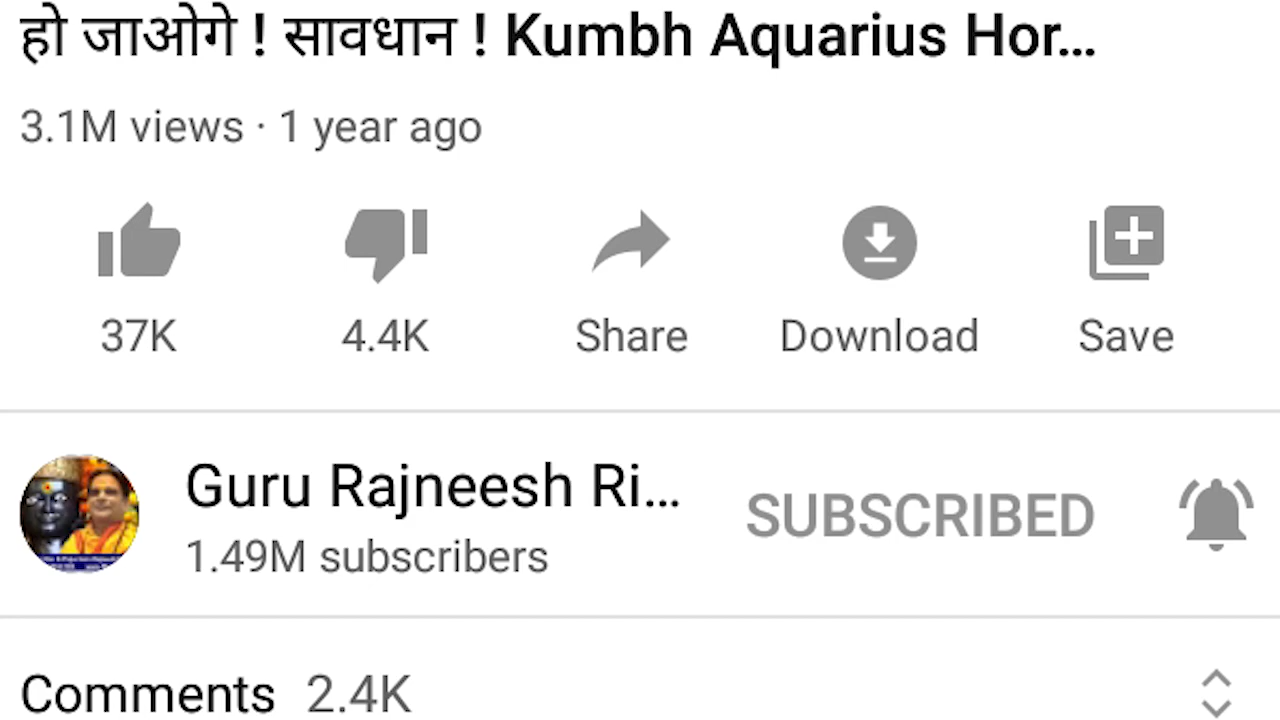 हो जाओगे ! सावधान ! Kumbh Aquarius Hor...
3.1M views · 1 year ago
37K 4.4K Share Download Save
Guru Rajneesh Ri...
SUBSCRIBED
1.49M subscribers
Comments 2.4K